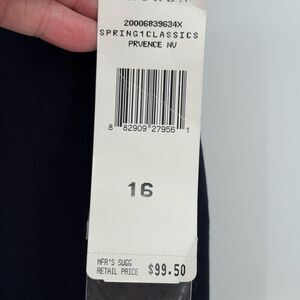 20006839634X
SPRING1CLASSICS
PRVENCE NV
8 82909 27956 1
16
MFR'S SUGG
RETAIL PRICE $99.50